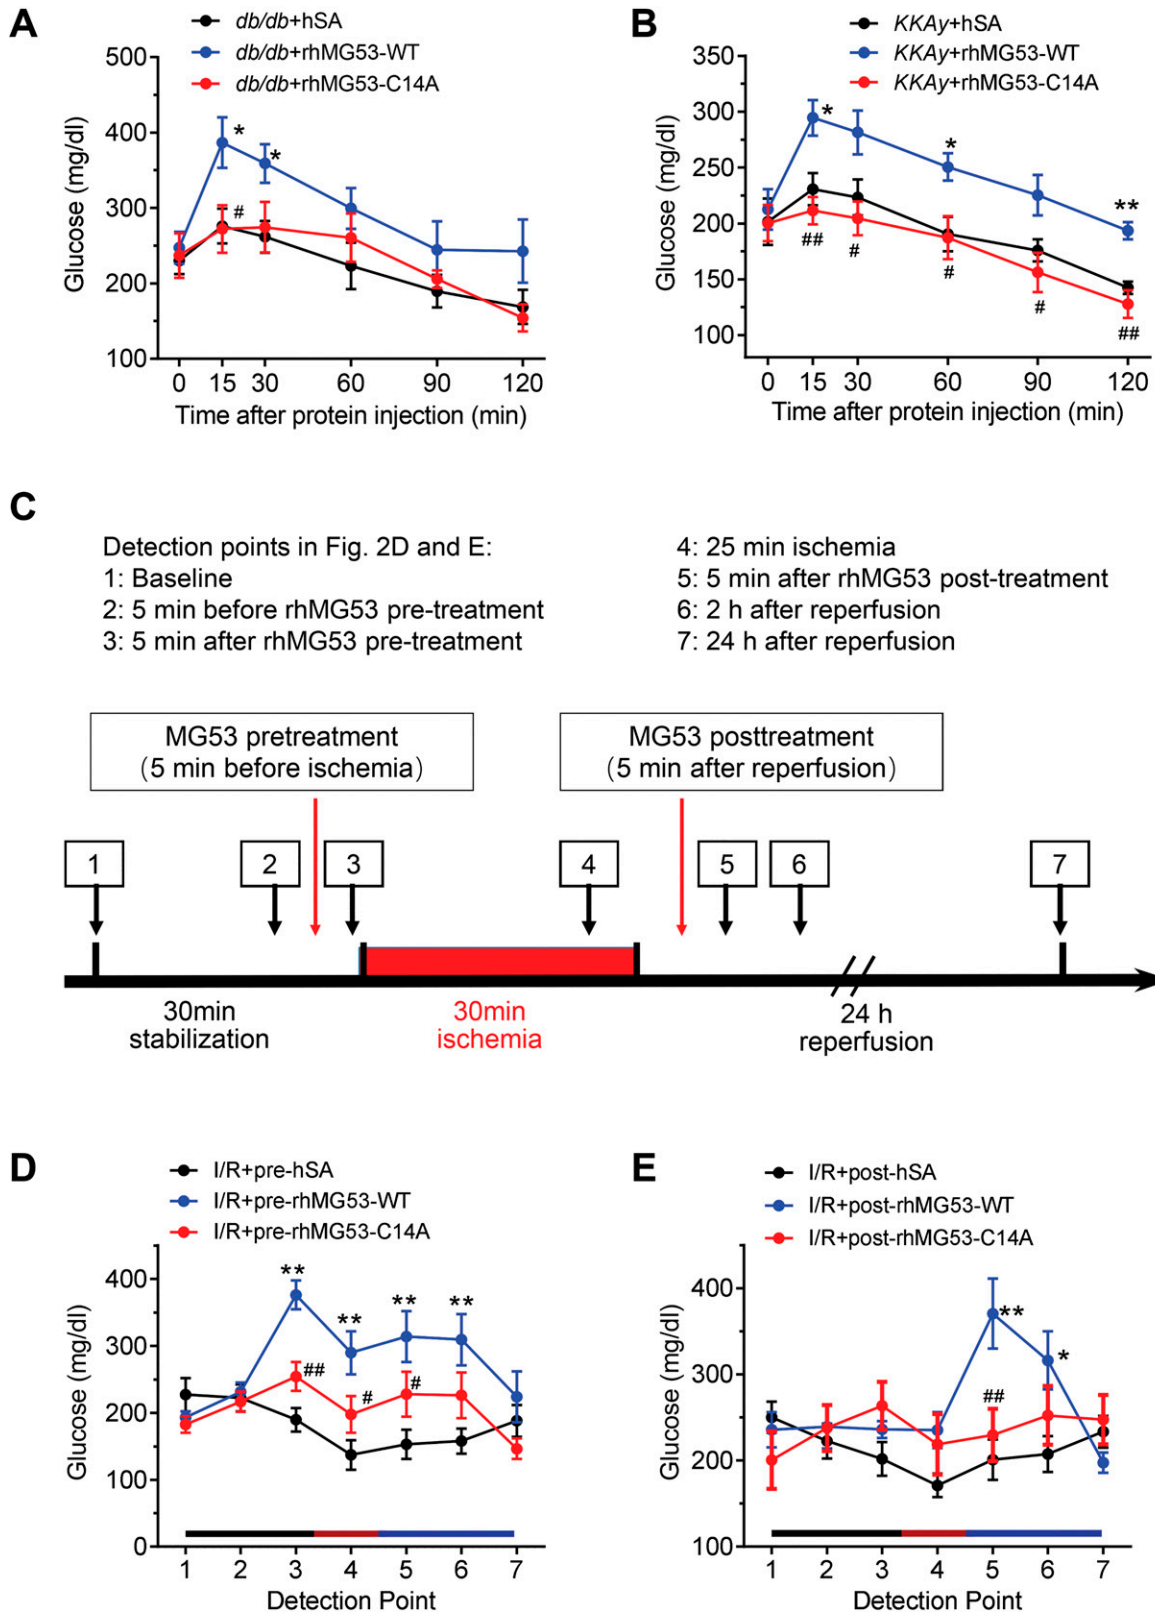 A
db/db+hSA
db/db+rhMG53-WT
db/db+rhMG53-C14A
500
400
300
200
100
Glucose (mg/dl)
*
*
#
0 15 30 60 90 120
Time after protein injection (min)
B
KKAy+hSA
KKAy+rhMG53-WT
KKAy+rhMG53-C14A
350
300
250
200
150
100
Glucose (mg/dl)
*
*
**
##
#
#
#
##
0 15 30 60 90 120
Time after protein injection (min)
C
Detection points in Fig. 2D and E:
1: Baseline
2: 5 min before rhMG53 pre-treatment
3: 5 min after rhMG53 pre-treatment
4: 25 min ischemia
5: 5 min after rhMG53 post-treatment
6: 2 h after reperfusion
7: 24 h after reperfusion
MG53 pretreatment
(5 min before ischemia)
MG53 posttreatment
(5 min after reperfusion)
1 2 3 4 5 6 7
30min
stabilization
30min
ischemia
24 h
reperfusion
D
I/R+pre-hSA
I/R+pre-rhMG53-WT
I/R+pre-rhMG53-C14A
400
300
200
100
0
Glucose (mg/dl)
**
**
**
**
##
#
#
1 2 3 4 5 6 7
Detection Point
E
I/R+post-hSA
I/R+post-rhMG53-WT
I/R+post-rhMG53-C14A
400
300
200
100
Glucose (mg/dl)
**
*
##
1 2 3 4 5 6 7
Detection Point